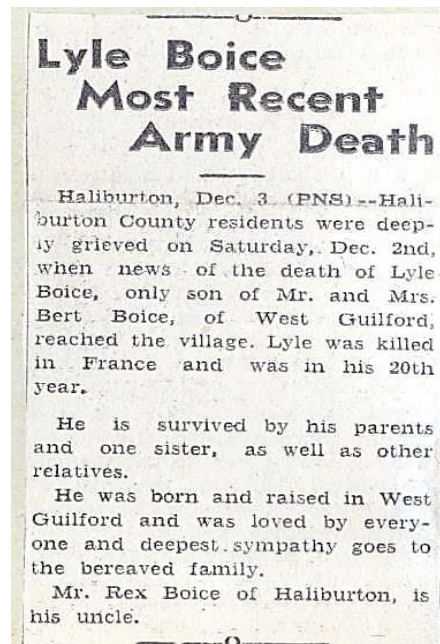 Lyle Boice
Most Recent
Army Death
Haliburton, Dec. 3 (PNS)--Hali-
burton County residents were deep-
ly grieved on Saturday, Dec. 2nd,
when news of the death of Lyle
Boice, only son of Mr. and Mrs.
Bert Boice, of West Guilford,
reached the village. Lyle was killed
in France and was in his 20th
year.
He is survived by his parents
and one sister, as well as other
relatives.
He was born and raised in West
Guilford and was loved by every-
one and deepest sympathy goes to
the bereaved family.
Mr. Rex Boice of Haliburton, is
his uncle.